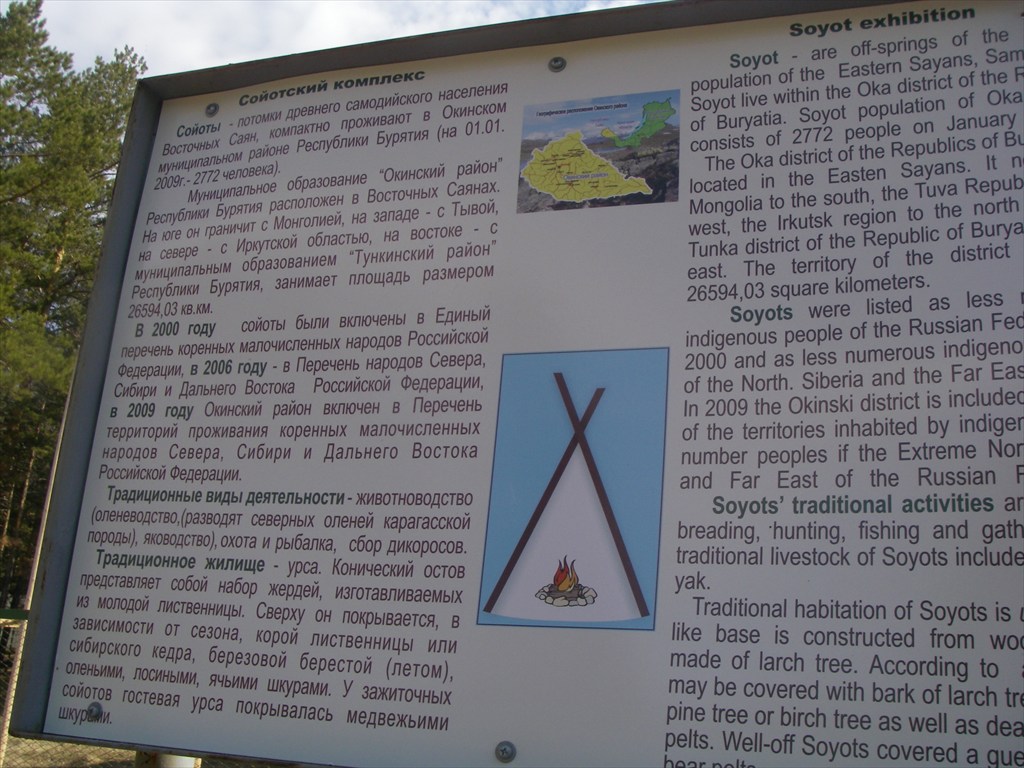 Сойотский комплекс
Сойоты - потомки древнего самодийского населения
Восточных Саян, компактно проживают в Окинском
муниципальном районе Республики Бурятия (на 01.01.
2009г.- 2772 человека).
Муниципальное образование "Окинский район"
Республики Бурятия расположен в Восточных Саянах.
На юге он граничит с Монголией, на западе - с Тывой,
на севере - с Иркутской областью, на востоке - с
муниципальным образованием "Тункинский район"
Республики Бурятия, занимает площадь размером
26594,03 кв.км.
В 2000 году сойоты были включены в Единый
перечень коренных малочисленных народов Российской
Федерации, в 2006 году - в Перечень народов Севера,
Сибири и Дальнего Востока Российской Федерации,
в 2009 году Окинский район включен в Перечень
территорий проживания коренных малочисленных
народов Севера, Сибири и Дальнего Востока
Российской Федерации.
Традиционные виды деятельности - животноводство
(оленеводство,(разводят северных оленей карагасской
породы), яководство), охота и рыбалка, сбор дикоросов.
Традиционное жилище - урса. Конический остов
представляет собой набор жердей, изготавливаемых
из молодой лиственницы. Сверху он покрывается, в
зависимости от сезона, корой лиственницы или
сибирского кедра, березовой берестой (летом),
оленьими, лосиными, ячьими шкурами. У зажиточных
сойотов гостевая урса покрывалась медвежьими
шкурами.
Soyot exhibition
Soyot - are off-springs of the
population of the Eastern Sayans, Sam
Soyot live within the Oka district of the R
of Buryatia. Soyot population of Oka
consists of 2772 people on January
The Oka district of the Republics of Bu
located in the Easten Sayans. It n
Mongolia to the south, the Tuva Repub
west, the Irkutsk region to the north
Tunka district of the Republic of Burya
east. The territory of the district
26594,03 square kilometers.
Soyots were listed as less
indigenous people of the Russian Fed
2000 and as less numerous indigeno
of the North. Siberia and the Far Eas
In 2009 the Okinski district is included
of the territories inhabited by indiger
number peoples if the Extreme Nor
and Far East of the Russian F
Soyots' traditional activities ar
breading, hunting, fishing and gath
traditional livestock of Soyots include
yak.
Traditional habitation of Soyots is u
like base is constructed from woo
made of larch tree. According to
may be covered with bark of larch tre
pine tree or birch tree as well as dea
pelts. Well-off Soyots covered a gue
bear pelts